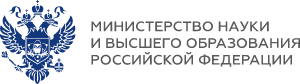 МИНИСТЕРСТВО НАУКИ
И ВЫСШЕГО ОБРАЗОВАНИЯ
РОССИЙСКОЙ ФЕДЕРАЦИИ